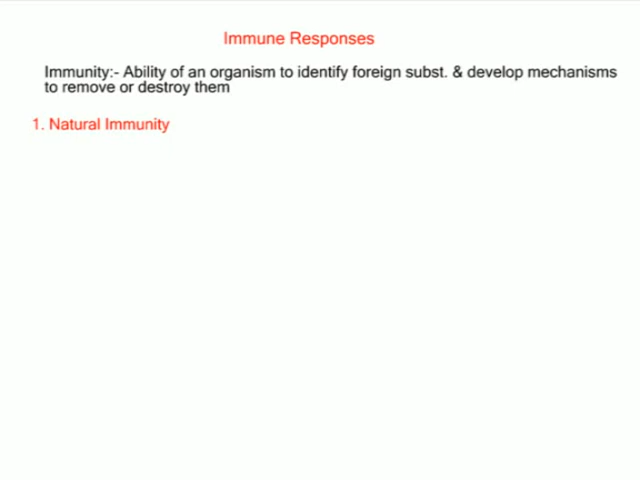 Immune Responses
Immunity:- Ability of an organism to identify foreign subst. & develop mechanisms
to remove or destroy them
1. Natural Immunity